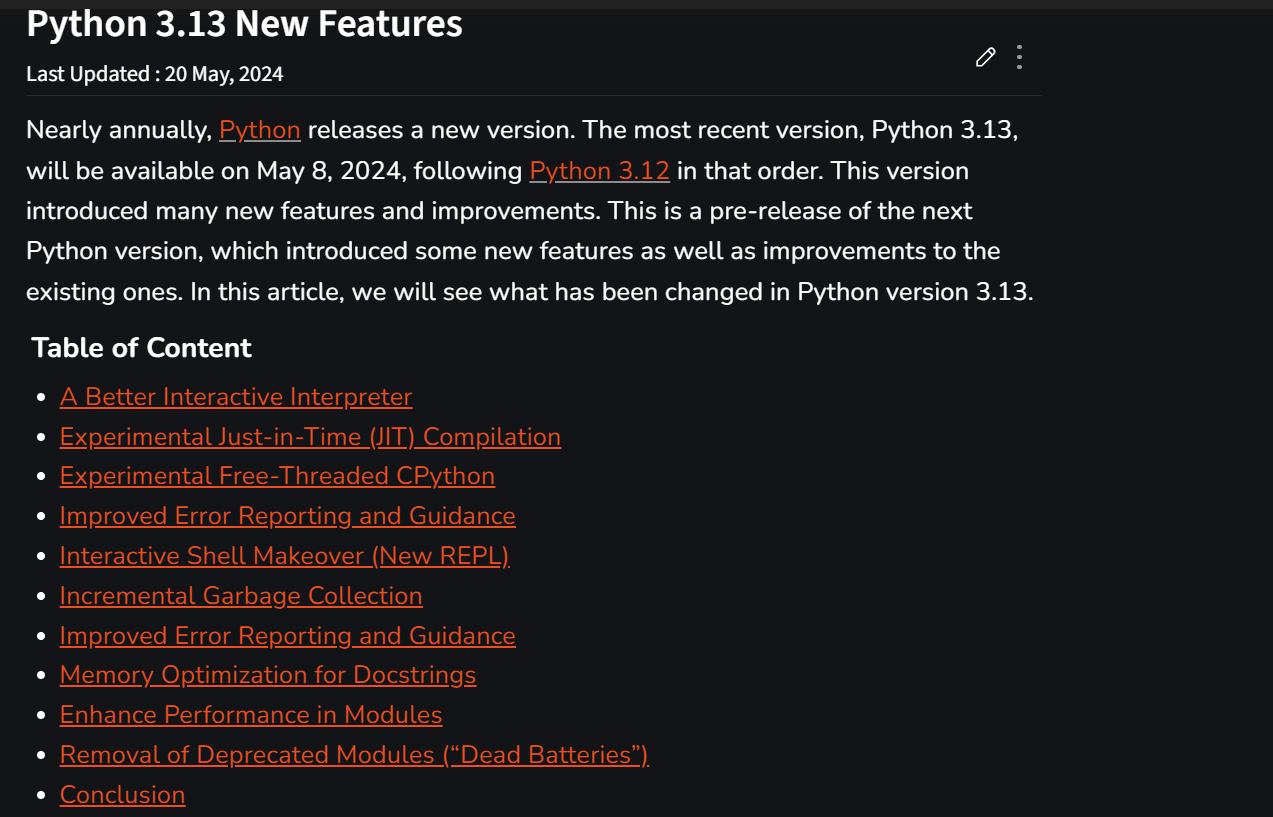 Python 3.13 New Features
Last Updated : 20 May, 2024
Nearly annually, Python releases a new version. The most recent version, Python 3.13,
will be available on May 8, 2024, following Python 3.12 in that order. This version
introduced many new features and improvements. This is a pre-release of the next
Python version, which introduced some new features as well as improvements to the
existing ones. In this article, we will see what has been changed in Python version 3.13.
Table of Content
• A Better Interactive Interpreter
• Experimental Just-in-Time (JIT) Compilation
• Experimental Free-Threaded CPython
• Improved Error Reporting and Guidance
• Interactive Shell Makeover (New REPL)
• Incremental Garbage Collection
• Improved Error Reporting and Guidance
• Memory Optimization for Docstrings
• Enhance Performance in Modules
• Removal of Deprecated Modules (“Dead Batteries”)
• Conclusion